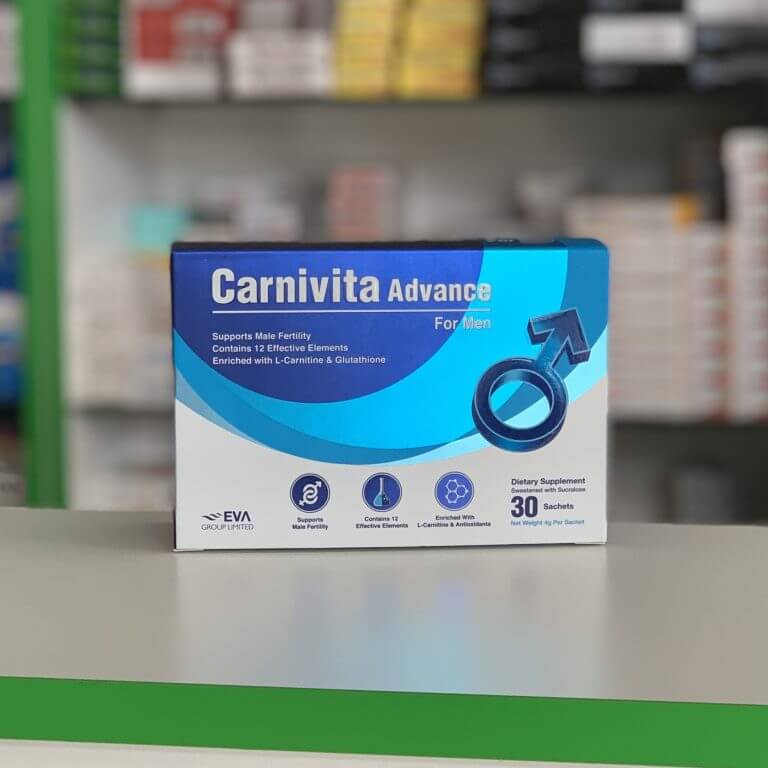 Carnivita Advance
For Men
Supports Male Fertility
Contains 12 Effective Elements
Enriched with L-Carnitine & Glutathione
EVA
GROUP LIMITED
Supports
Male Fertility
Contains 12
Effective Elements
Enriched With
L-Carnitine & Antioxidants
Dietary Supplement
Sweetened with Sucralose
30 Sachets
Net Weight 4g Per Sachet